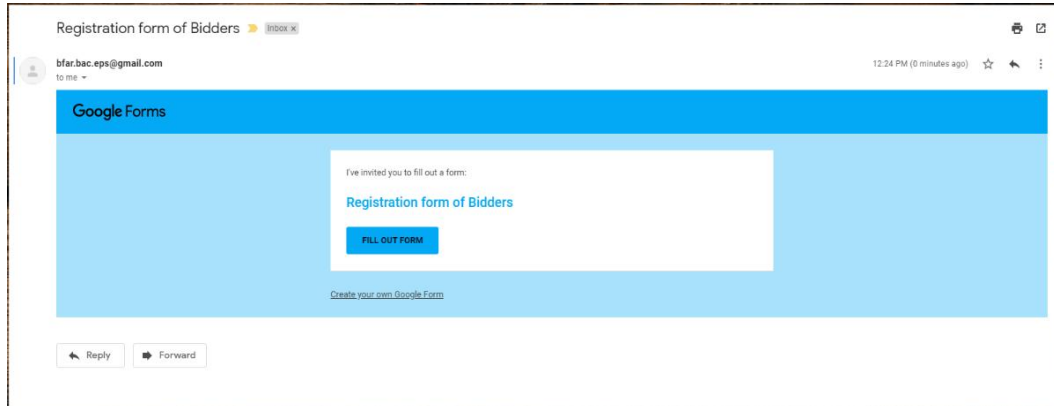 Registration form of Bidders Inbox x
bfar.bac.eps@gmail.com 12:24 PM (0 minutes ago)
to me
Google Forms
I've invited you to fill out a form:
Registration form of Bidders
FILL OUT FORM
Create your own Google Form
Reply Forward